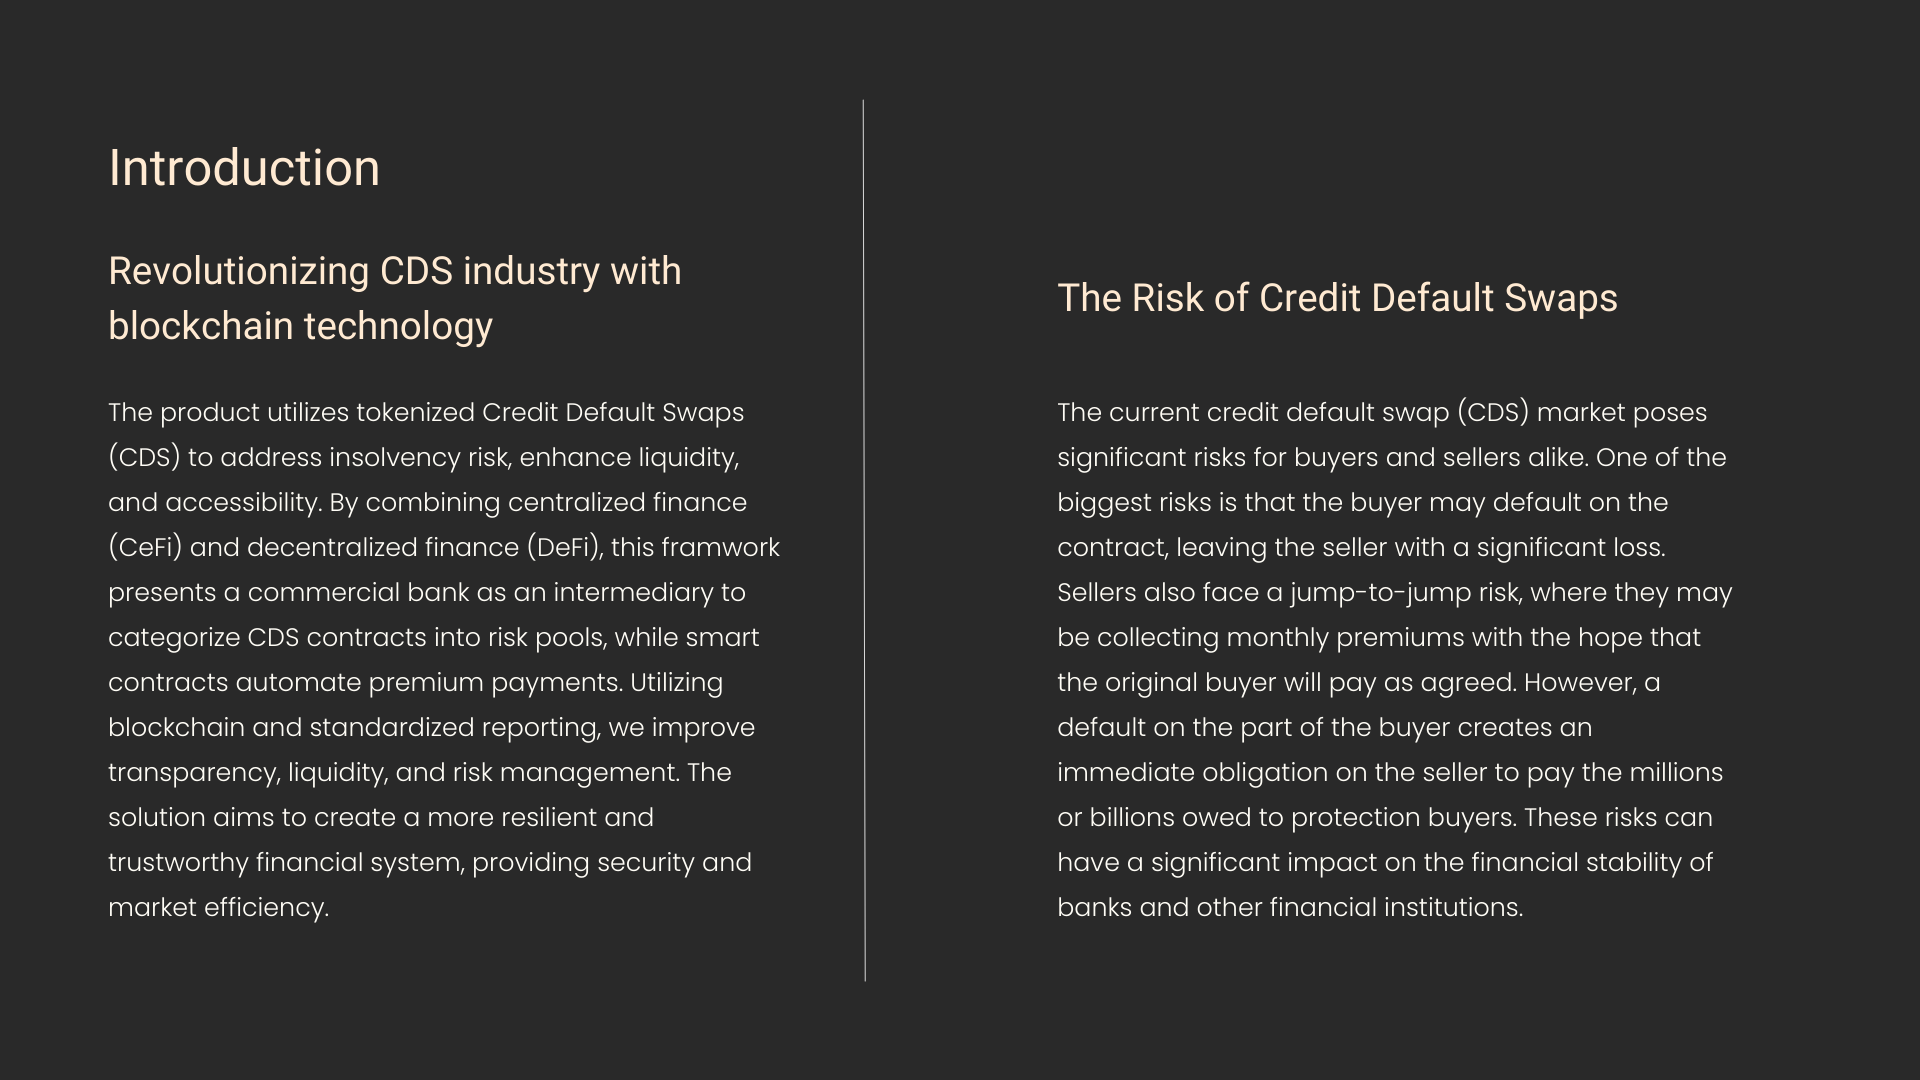 Introduction
Revolutionizing CDS industry with
blockchain technology
The product utilizes tokenized Credit Default Swaps
(CDS) to address insolvency risk, enhance liquidity,
and accessibility. By combining centralized finance
(CeFi) and decentralized finance (DeFi), this framwork
presents a commercial bank as an intermediary to
categorize CDS contracts into risk pools, while smart
contracts automate premium payments. Utilizing
blockchain and standardized reporting, we improve
transparency, liquidity, and risk management. The
solution aims to create a more resilient and
trustworthy financial system, providing security and
market efficiency.
The Risk of Credit Default Swaps
The current credit default swap (CDS) market poses
significant risks for buyers and sellers alike. One of the
biggest risks is that the buyer may default on the
contract, leaving the seller with a significant loss.
Sellers also face a jump-to-jump risk, where they may
be collecting monthly premiums with the hope that
the original buyer will pay as agreed. However, a
default on the part of the buyer creates an
immediate obligation on the seller to pay the millions
or billions owed to protection buyers. These risks can
have a significant impact on the financial stability of
banks and other financial institutions.